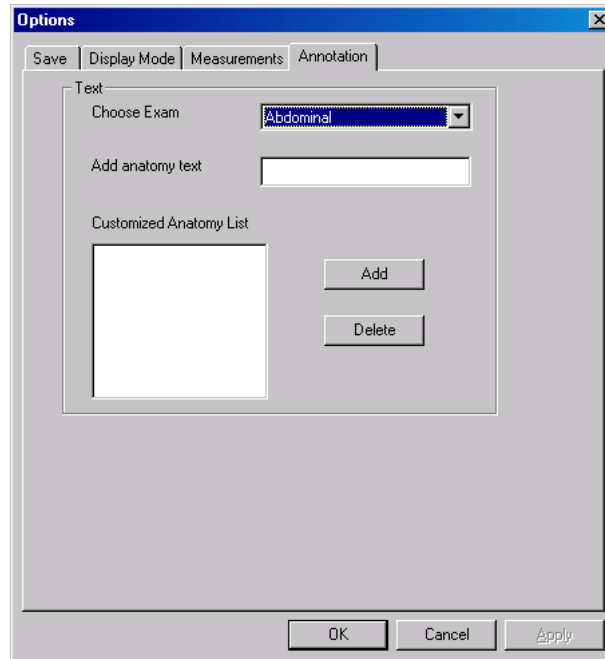 Options
Save Display Mode Measurements Annotation
Text
Choose Exam Abdominal
Add anatomy text
Customized Anatomy List
Add
Delete
OK Cancel Apply